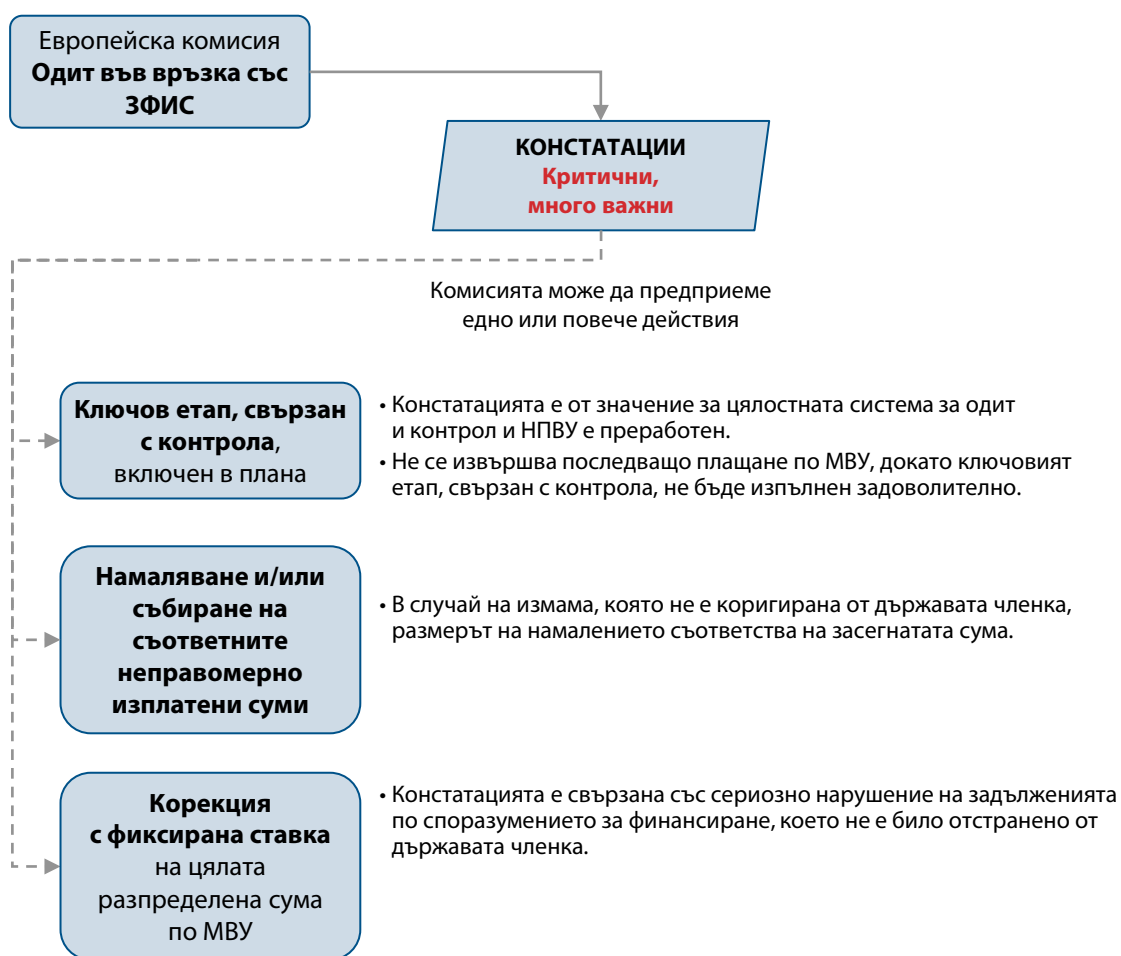 Европейска комисия
Одит във връзка със
ЗФИС
КОНСТАТАЦИИ
Критични,
много важни
Комисията може да предприеме
едно или повече действия
Ключов етап, свързан
с контрола,
включен в плана
• Констатацията е от значение за цялостната система за одит
и контрол и НПВУ е преработен.
• Не се извършва последващо плащане по МВУ, докато ключовият
етап, свързан с контрола, не бъде изпълнен задоволително.
Намаляване и/или
събиране на
съответните
неправомерно
изплатени суми
• В случай на измама, която не е коригирана от държавата членка,
размерът на намалението съответства на засегнатата сума.
Корекция
с фиксирана ставка
на цялата
разпределена сума
по МВУ
• Констатацията е свързана със сериозно нарушение на задълженията
по споразумението за финансиране, което не е било отстранено от
държавата членка.